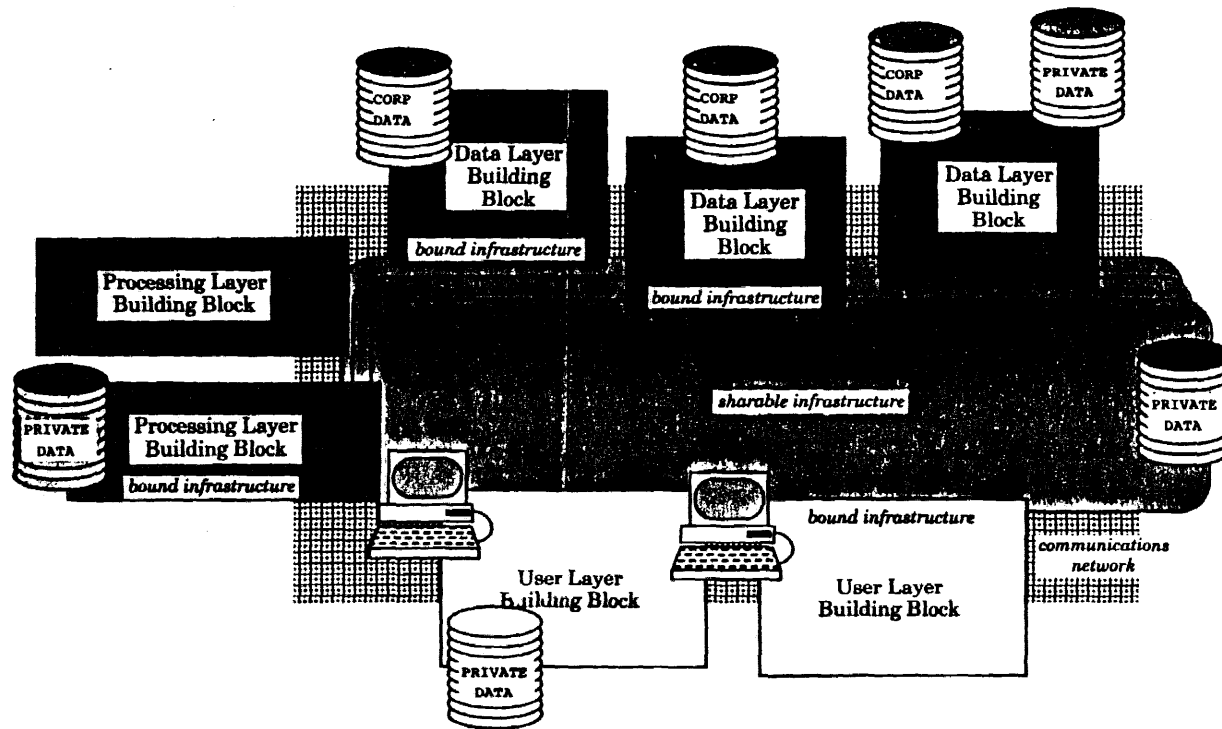 CORP
DATA
CORP
DATA
CORP
DATA
PRIVATE
DATA
Data Layer
Building
Block
Data Layer
Building
Block
Data Layer
Building
Block
bound infrastructure
bound infrastructure
Processing Layer
Building Block
PRIVATE
DATA
Processing Layer
Building Block
bound infrastructure
sharable infrastructure
PRIVATE
DATA
bound infrastructure
communications
network
User Layer
Building Block
User Layer
Building Block
PRIVATE
DATA